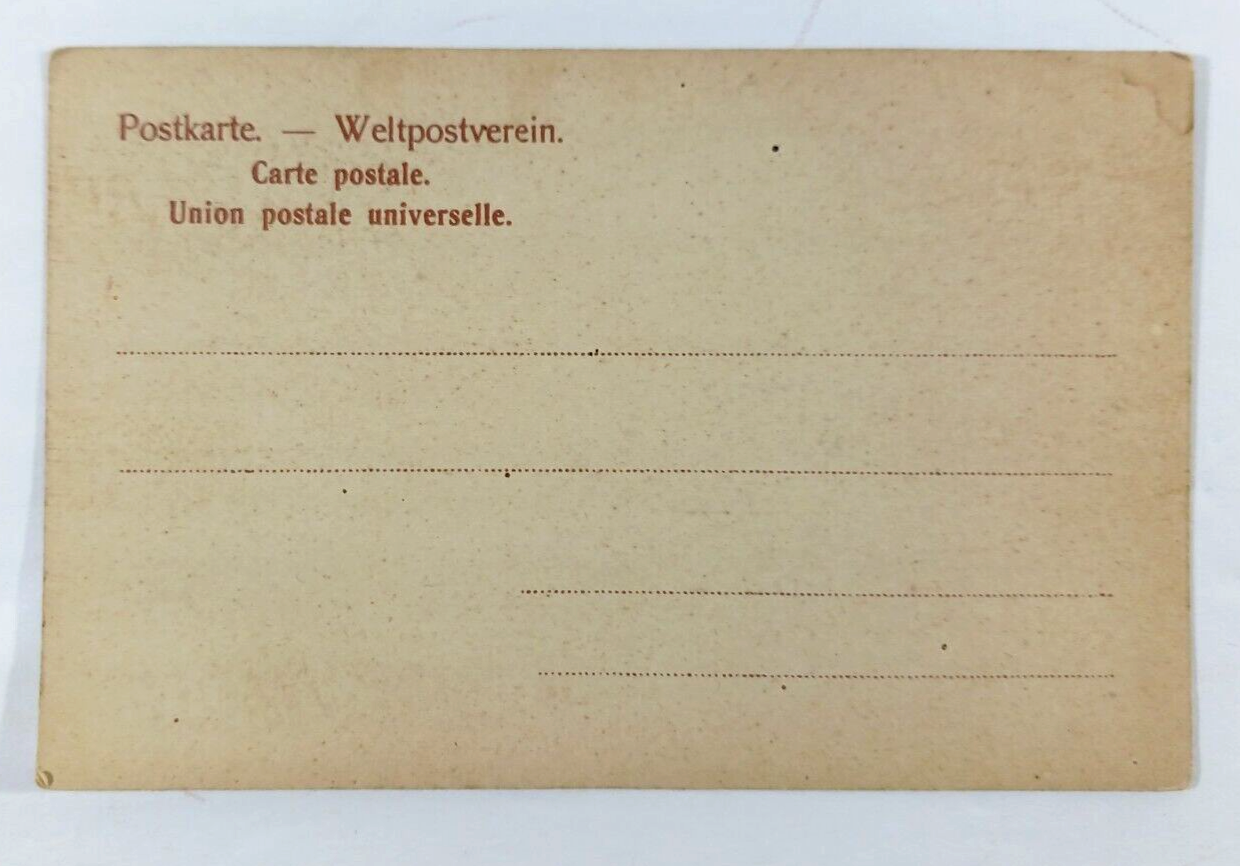 Postkarte. — Weltpostverein.
Carte postale.
Union postale universelle.